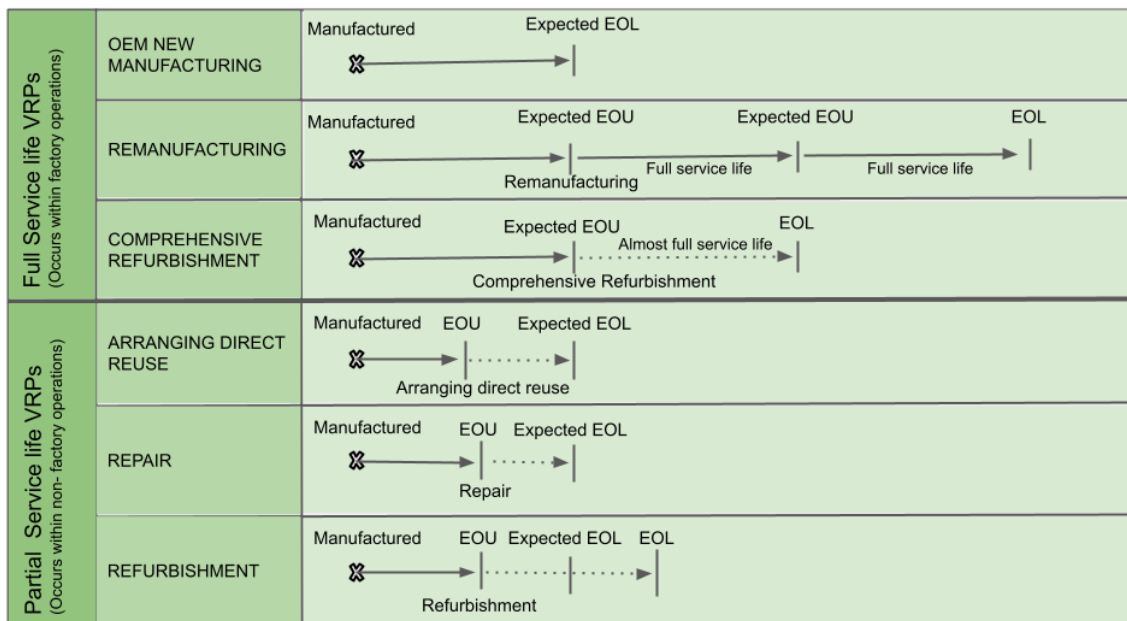 Full Service life VRPs
(Occurs within factory operations)
OEM NEW
MANUFACTURING
Manufactured
Expected EOL
REMANUFACTURING
Manufactured
Expected EOU
Expected EOU
EOL
Remanufacturing
Full service life
Full service life
COMPREHENSIVE
REFURBISHMENT
Manufactured
Expected EOU
EOL
Almost full service life
Comprehensive Refurbishment
Partial Service life VRPs
(Occurs within non- factory operations)
ARRANGING DIRECT
REUSE
Manufactured
EOU
Expected EOL
Arranging direct reuse
REPAIR
Manufactured
EOU
Expected EOL
Repair
REFURBISHMENT
Manufactured
EOU
Expected EOL
EOL
Refurbishment